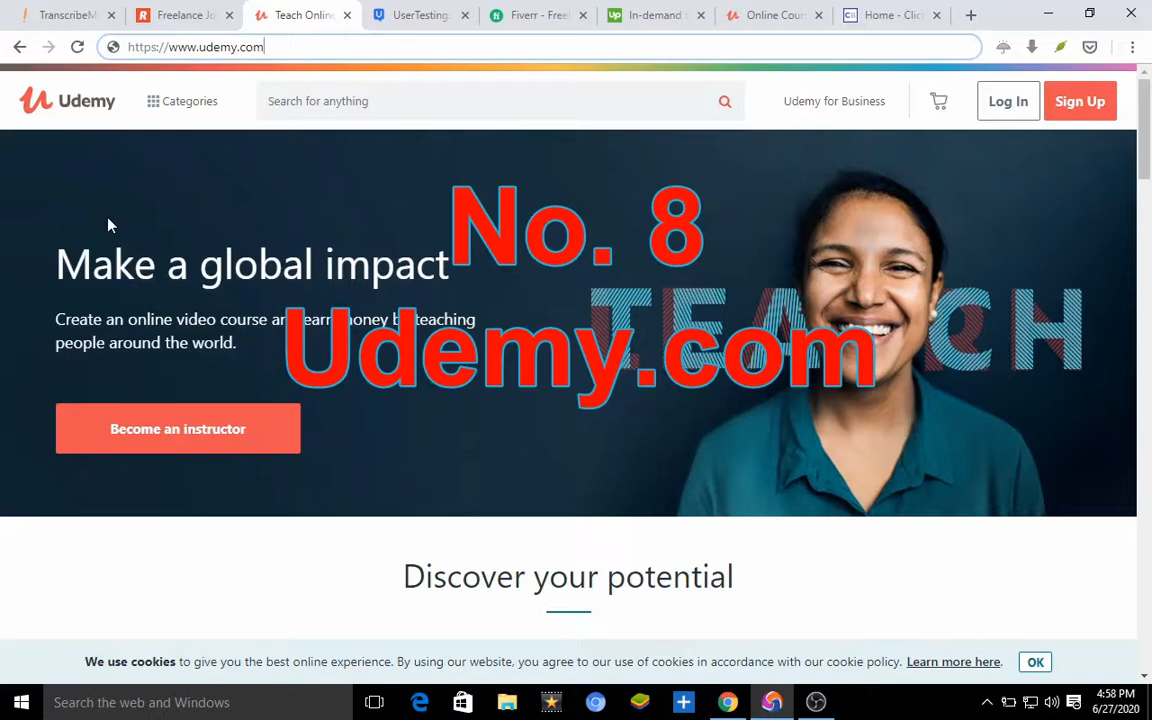 TranscribeM
Freelance Jo
Teach Online
UserTesting
Fiverr - Free
In-demand t
Online Cour
Home - Click
https://www.udemy.com
Udemy
Categories
Search for anything
Udemy for Business
Log In
Sign Up
No. 8
Udemy.com
TEACH
Make a global impact
Create an online video course and earn money by teaching
people around the world.
Become an instructor
Discover your potential
We use cookies to give you the best online experience. By using our website, you agree to our use of cookies in accordance with our cookie policy. Learn more here.
OK
Search the web and Windows
4:58 PM
6/27/2020